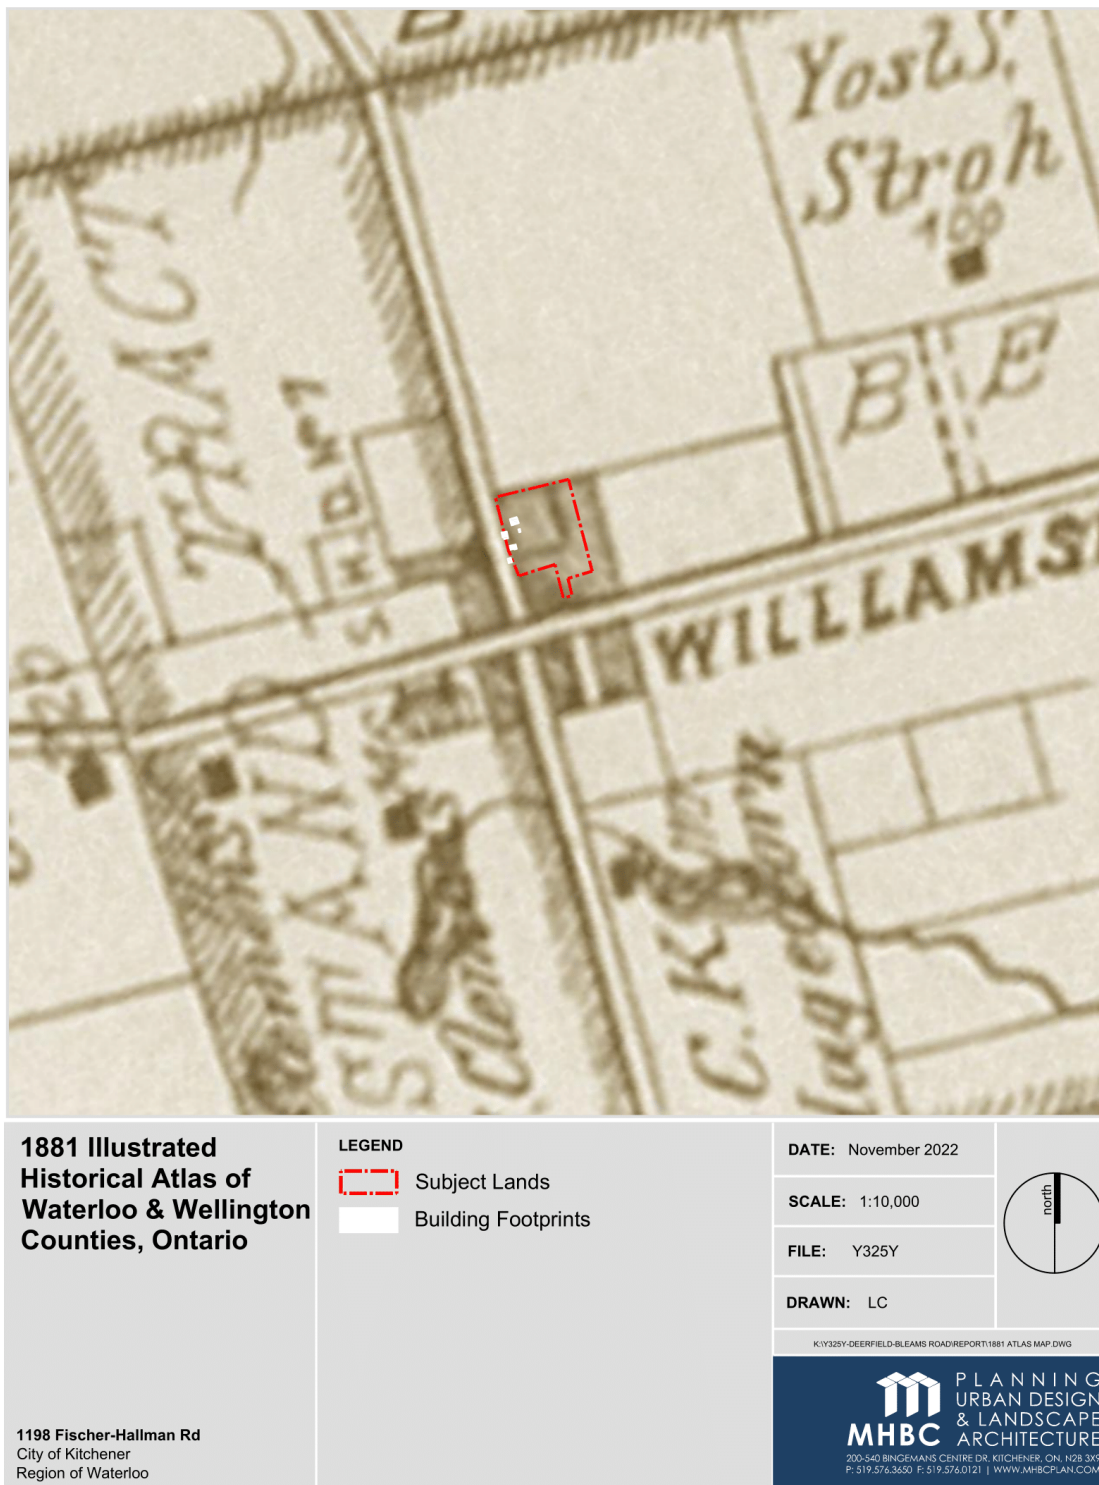 Yost S.
Stroh
100
B E
WILLLAMS
C.K
1881 Illustrated
Historical Atlas of
Waterloo & Wellington
Counties, Ontario
1198 Fischer-Hallman Rd
City of Kitchener
Region of Waterloo
LEGEND
Subject Lands
Building Footprints
DATE: November 2022
SCALE: 1:10,000
FILE: Y325Y
DRAWN: LC
north
K:\Y325Y-DEERFIELD-BLEAMS ROAD\REPORT\1881 ATLAS MAP.DWG
MHBC
PLANNING
URBAN DESIGN
& LANDSCAPE
ARCHITECTURE
200-540 BINGEMANS CENTRE DR. KITCHENER, ON, N2B 3X9
P: 519.576.3650 F: 519.576.0121 | WWW.MHBCPLAN.COM